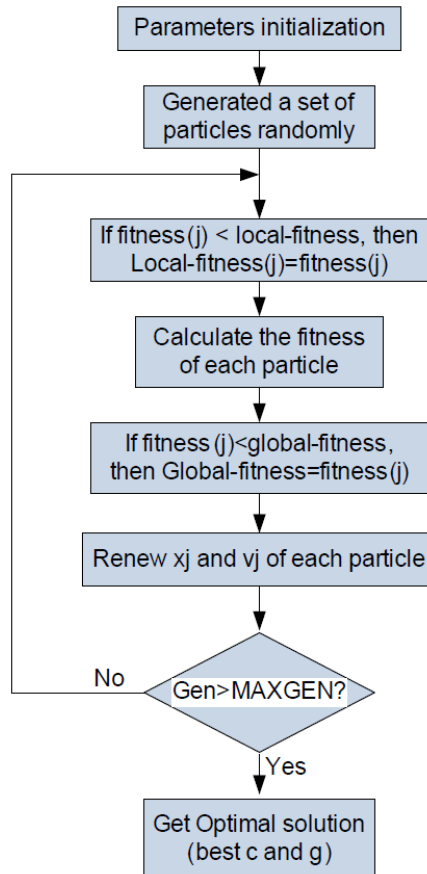 Parameters initialization
Generated a set of
particles randomly
If fitness(j) < local-fitness, then
Local-fitness(j)=fitness(j)
Calculate the fitness
of each particle
If fitness (j)<global-fitness,
then Global-fitness=fitness(j)
Renew xj and vj of each particle
No
Gen>MAXGEN?
Yes
Get Optimal solution
(best c and g)